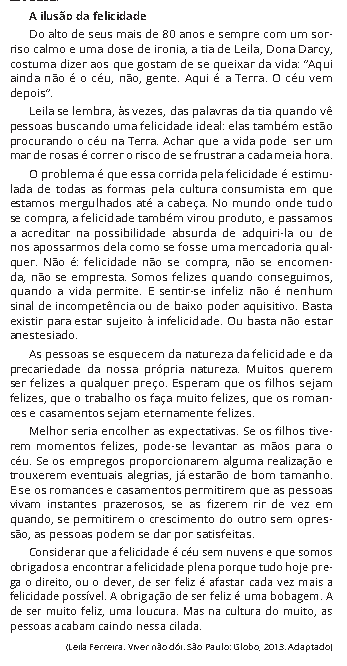 A ilusão da felicidade
Do alto de seus mais de 80 anos e sempre com um sor-
riso calmo e uma dose de ironia, a tia de Leila, Dona Darcy,
costuma dizer aos que gostam de se queixar da vida: “Aqui
ainda não é o céu, não, gente. Aqui é a Terra. O céu vem
depois”.
Leila se lembra, às vezes, das palavras da tia quando vê
pessoas buscando uma felicidade ideal: elas também estão
procurando o céu na Terra. Achar que a vida pode ser um
mar de rosas é correr o risco de se frustrar a cada meia hora.
O problema é que essa corrida pela felicidade é estimu-
lada de todas as formas pela cultura consumista em que
estamos mergulhados até a cabeça. No mundo onde tudo
se compra, a felicidade também virou produto, e passamos
a acreditar na possibilidade absurda de adquiri-la ou de
nos apossarmos dela como se fosse uma mercadoria qual-
quer. Não é: felicidade não se compra, não se encomen-
da, não se empresta. Somos felizes quando conseguimos,
quando a vida permite. E sentir-se infeliz não é nenhum
sinal de incompetência ou de baixo poder aquisitivo. Basta
existir para estar sujeito à infelicidade. Ou basta não estar
anestesiado.
As pessoas se esquecem da natureza da felicidade e da
precariedade da nossa própria natureza. Muitos querem
ser felizes a qualquer preço. Esperam que os filhos sejam
felizes, que o trabalho os faça muito felizes, que os roman-
ces e casamentos sejam eternamente felizes.
Melhor seria encolher as expectativas. Se os filhos tive-
rem momentos felizes, pode-se levantar as mãos para o
céu. Se os empregos proporcionarem alguma realização e
trouxerem eventuais alegrias, já estarão de bom tamanho.
E se os romances e casamentos permitirem que as pessoas
vivam instantes prazerosos, se as fizerem rir de vez em
quando, se permitirem o crescimento do outro sem opres-
são, as pessoas podem se dar por satisfeitas.
Considerar que a felicidade é céu sem nuvens e que somos
obrigados a encontrar a felicidade plena porque tudo hoje pre-
ga o direito, ou o dever, de ser feliz é afastar cada vez mais a
felicidade possível. A obrigação de ser feliz é uma bobagem. A
de ser muito feliz, uma loucura. Mas na cultura do muito, as
pessoas acabam caindo nessa cilada.
(Leila Ferreira. Viver não dói. São Paulo: Globo, 2013. Adaptado)